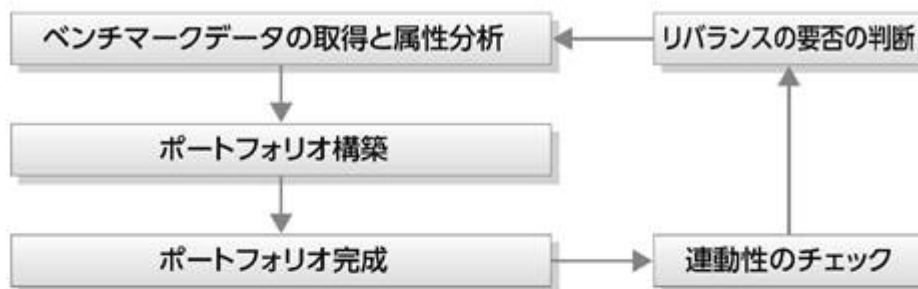 ベンチマークデータの取得と属性分析
リバランスの要否の判断
ポートフォリオ構築
ポートフォリオ完成
連動性のチェック